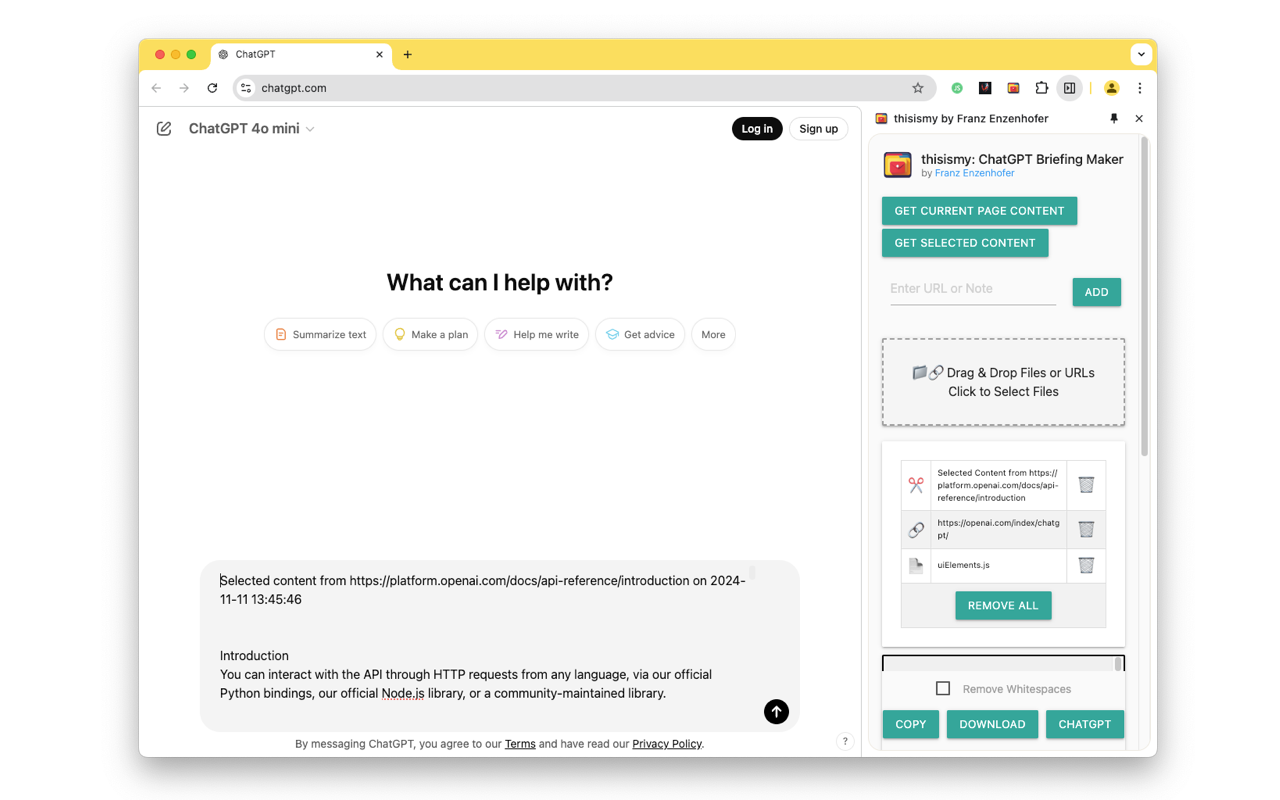 ChatGPT
chatgpt.com
ChatGPT 4o mini
Log in
Sign up
What can I help with?
Summarize text
Make a plan
Help me write
Get advice
More
Selected content from https://platform.openai.com/docs/api-reference/introduction on 2024-
11-11 13:45:46
Introduction
You can interact with the API through HTTP requests from any language, via our official
Python bindings, our official Node.js library, or a community-maintained library.
By messaging ChatGPT, you agree to our Terms and have read our Privacy Policy.
?
thisismy by Franz Enzenhofer
thisismy: ChatGPT Briefing Maker
by Franz Enzenhofer
GET CURRENT PAGE CONTENT
GET SELECTED CONTENT
Enter URL or Note
ADD
Drag & Drop Files or URLs
Click to Select Files
Selected Content from https://
platform.openai.com/docs/api-
reference/introduction
https://openai.com/index/chatg
pt/
uiElements.js
REMOVE ALL
Remove Whitespaces
COPY
DOWNLOAD
CHATGPT